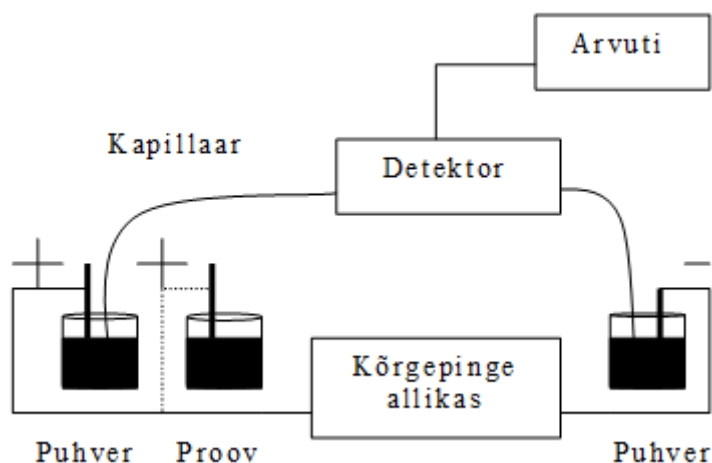 Arvuti
Kapillaar
Detektor
+
+
–
Kõrgepinge
allikas
Puhver
Proov
Puhver